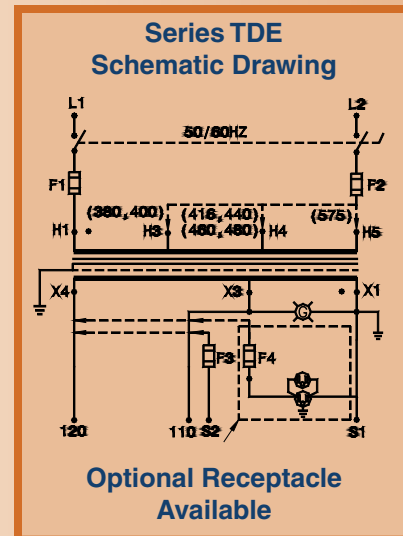 Series TDE
Schematic Drawing
L1 L2
50/60HZ
F1 F2
(380,400) (416,440) (575)
H1 H3 (460,480) H4 H5
X4 X3 X1
G
F3 F4
120 110 S2 S1
Optional Receptacle
Available